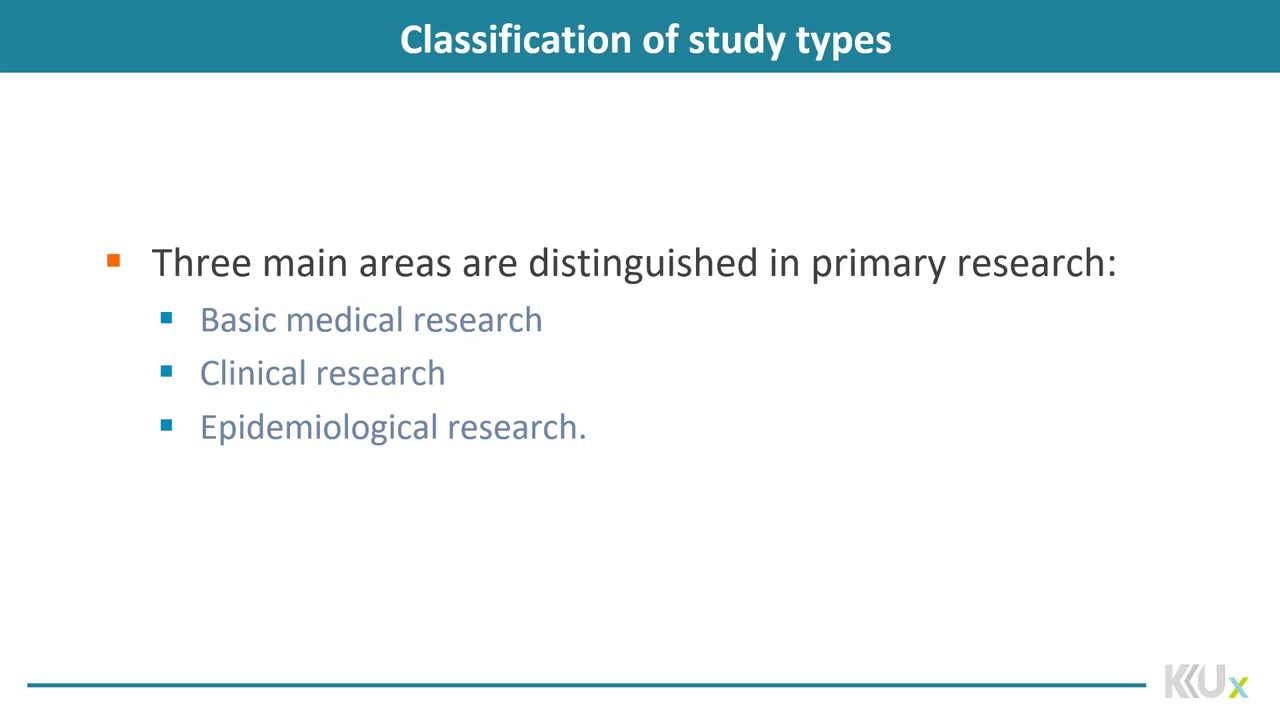 Classification of study types
Three main areas are distinguished in primary research:
Basic medical research
Clinical research
Epidemiological research.
KKUx